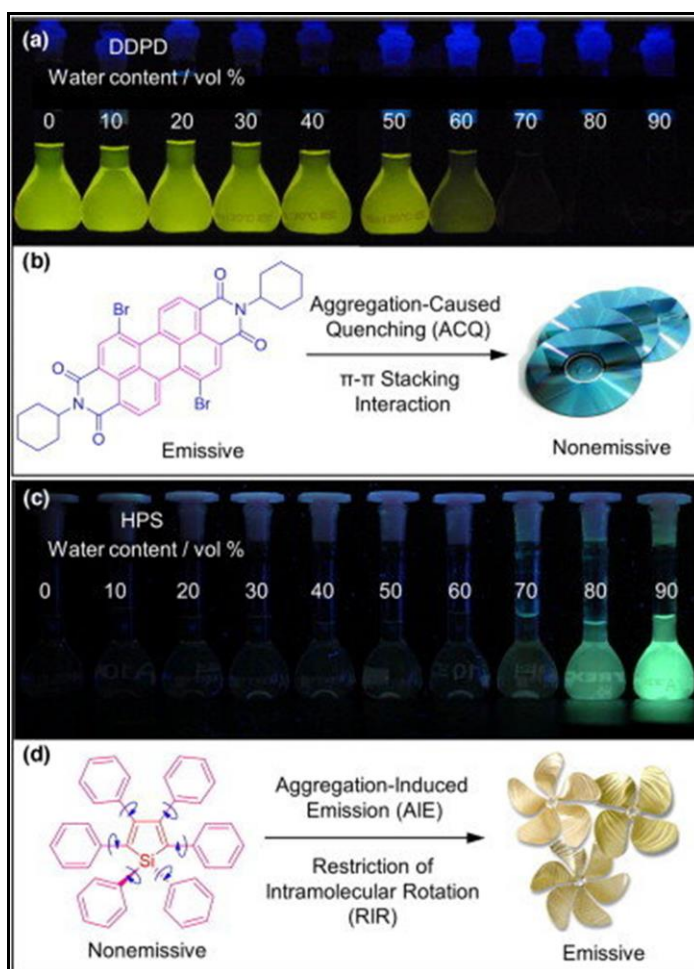 (a)
DDPD
Water content / vol %
0 10 20 30 40 50 60 70 80 90
(b)
Br
O
O
N
N
O
O
Br
Emissive
Aggregation-Caused
Quenching (ACQ)
π-π Stacking
Interaction
Nonemissive
(c)
HPS
Water content / vol %
0 10 20 30 40 50 60 70 80 90
(d)
Si
Nonemissive
Aggregation-Induced
Emission (AIE)
Restriction of
Intramolecular Rotation
(RIR)
Emissive